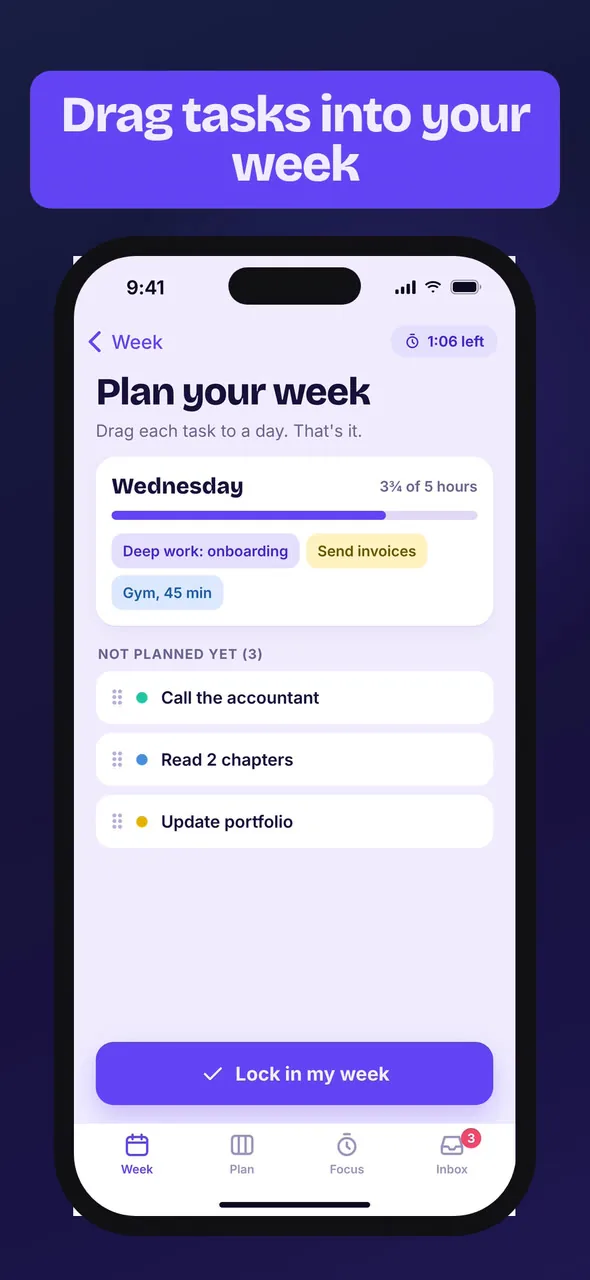 Drag tasks into your
week
9:41
Week
1:06 left
Plan your week
Drag each task to a day. That's it.
Wednesday
3¾ of 5 hours
Deep work: onboarding
Send invoices
Gym, 45 min
NOT PLANNED YET (3)
Call the accountant
Read 2 chapters
Update portfolio
Lock in my week
3
Week
Plan
Focus
Inbox